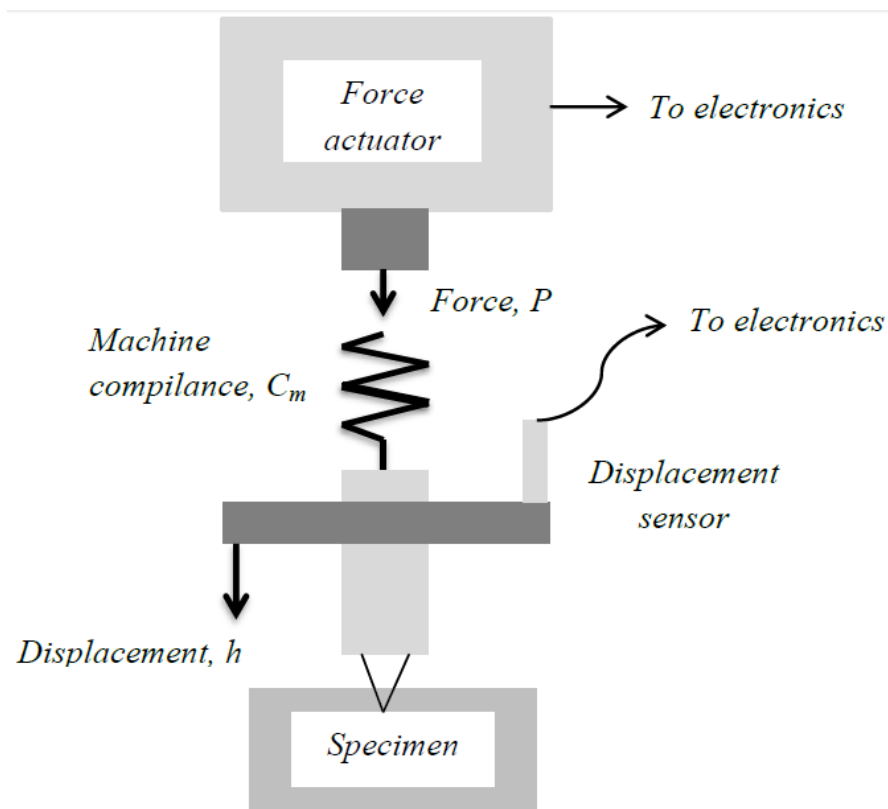 Force
actuator
To electronics
Force, P
To electronics
Machine
compilance, Cm
Displacement
sensor
Displacement, h
Specimen